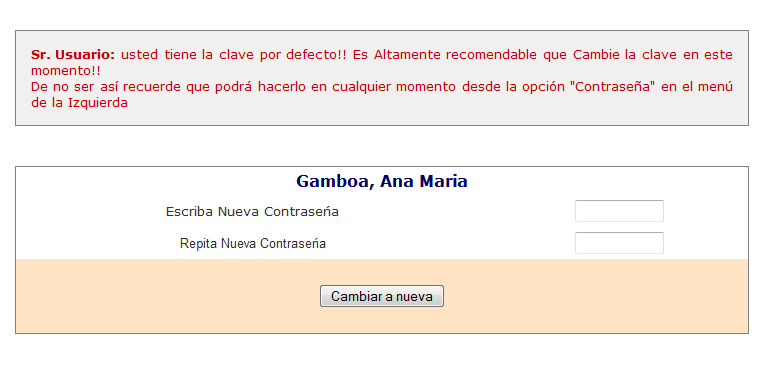 Sr. Usuario: usted tiene la clave por defecto!! Es Altamente recomendable que Cambie la clave en este
momento!!
De no ser así recuerde que podrá hacerlo en cualquier momento desde la opción "Contraseña" en el menú
de la Izquierda
Gamboa, Ana Maria
Escriba Nueva Contraseńa
Repita Nueva Contraseńa
Cambiar a nueva